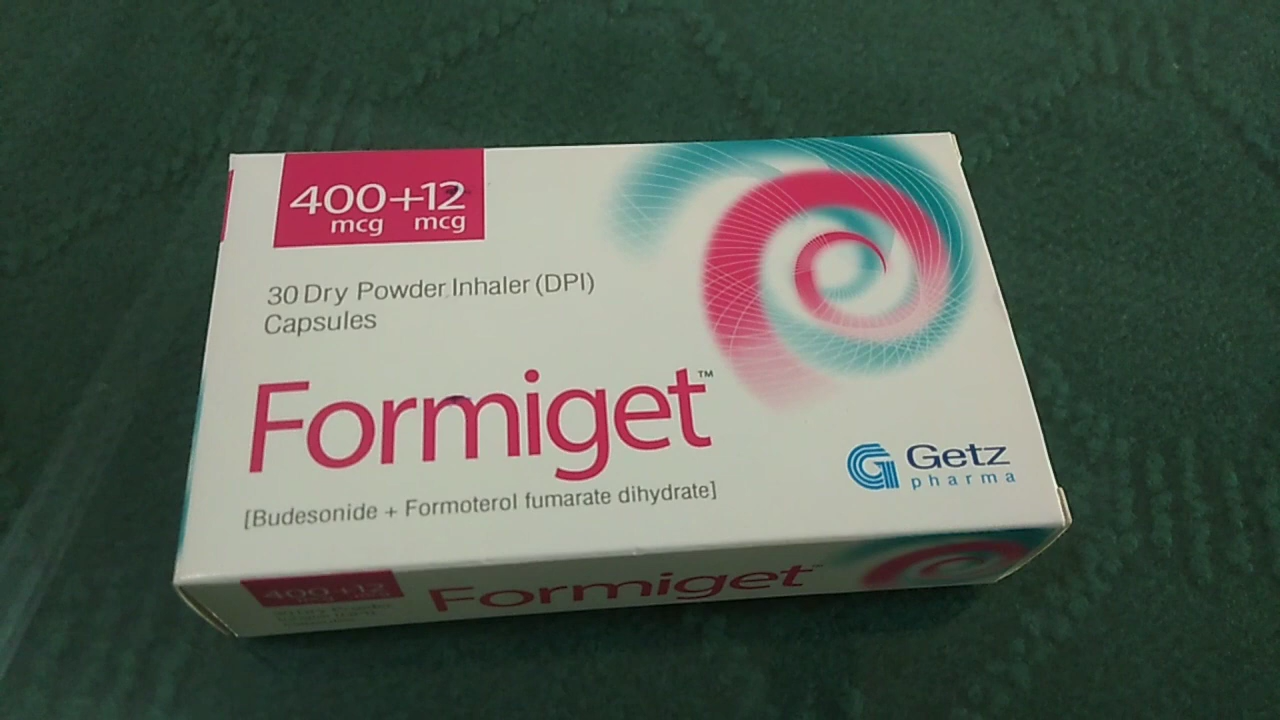 400+12
mcg mcg
30 Dry Powder Inhaler (DPI)
Capsules
Formiget™
[Budesonide + Formoterol fumarate dihydrate]
Getz
pharma
400+12
Formiget™